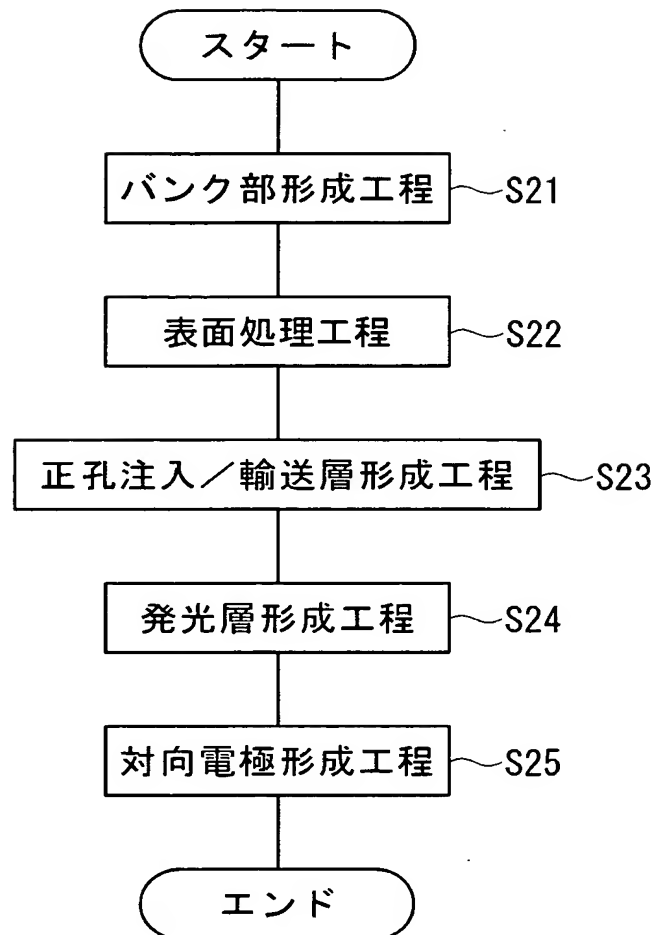 スタート
バンク部形成工程 S21
表面処理工程 S22
正孔注入／輸送層形成工程 S23
発光層形成工程 S24
対向電極形成工程 S25
エンド